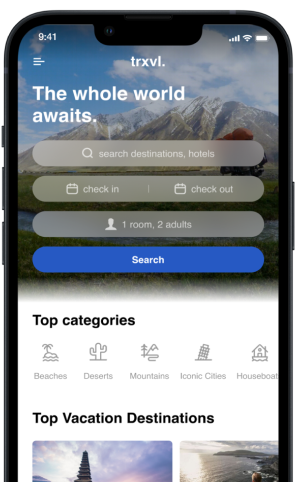 9:41
trxvl.
The whole world
awaits.
search destinations, hotels
check in
check out
1 room, 2 adults
Search
Top categories
Beaches
Deserts
Mountains
Iconic Cities
Houseboat
Top Vacation Destinations